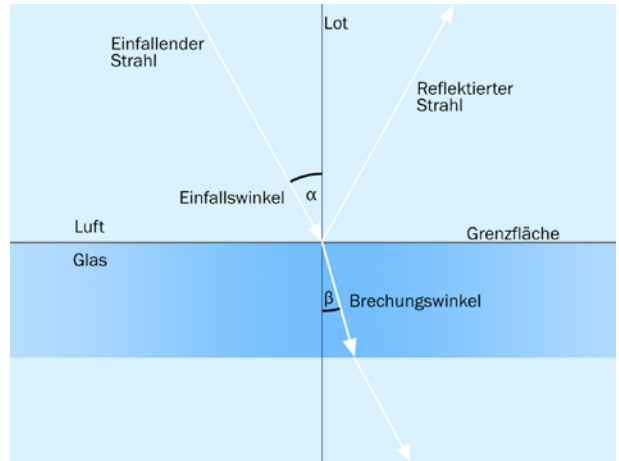 Lot
Einfallender
Strahl
Reflektierter
Strahl
Einfallswinkel
α
Luft
Grenzfläche
Glas
β
Brechungswinkel